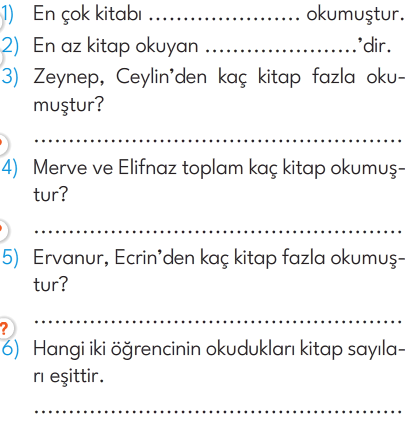 1) En çok kitabı ....................... okumuştur.
2) En az kitap okuyan .......................'dir.
3) Zeynep, Ceylin'den kaç kitap fazla oku-
muştur?
........................................................
4) Merve ve Elifnaz toplam kaç kitap okumuş-
tur?
........................................................
5) Ervanur, Ecrin'den kaç kitap fazla okumuş-
tur?
........................................................
?
6) Hangi iki öğrencinin okudukları kitap sayıla-
rı eşittir.
........................................................